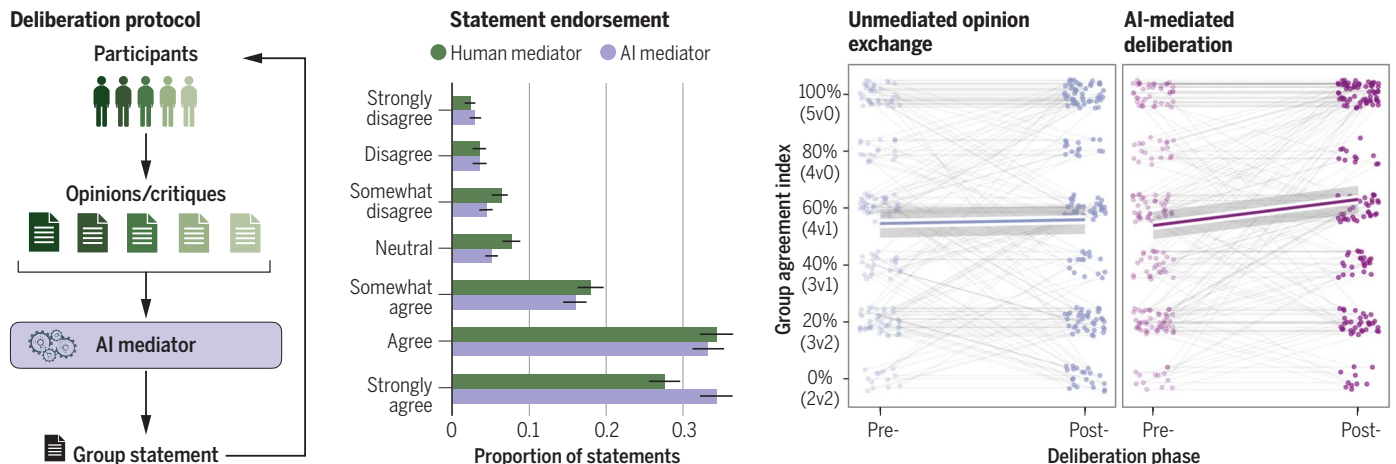 Deliberation protocol
Participants
Opinions/critiques
AI mediator
Group statement
Statement endorsement
Human mediator
AI mediator
Strongly
disagree
Disagree
Somewhat
disagree
Neutral
Somewhat
agree
Agree
Strongly
agree
0
0.1
0.2
0.3
Proportion of statements
Unmediated opinion
exchange
AI-mediated
deliberation
Group agreement index
100%
(5v0)
80%
(4v0)
60%
(4v1)
40%
(3v1)
20%
(3v2)
0%
(2v2)
Pre-
Post-
Pre-
Post-
Deliberation phase